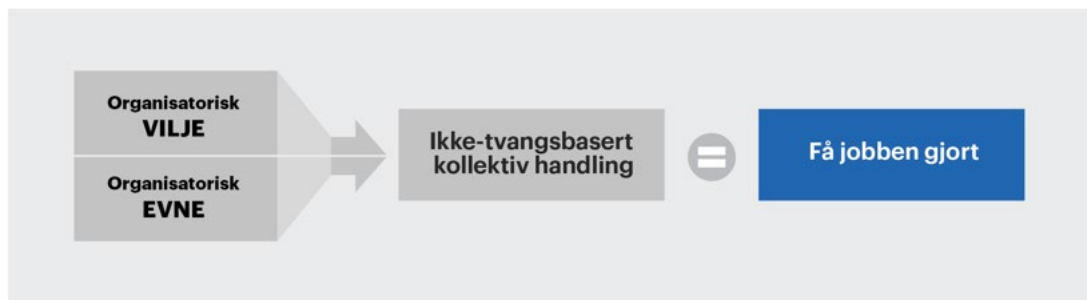 Organisatorisk
VILJE
Organisatorisk
EVNE
Ikke-tvangsbasert
kollektiv handling
Få jobben gjort